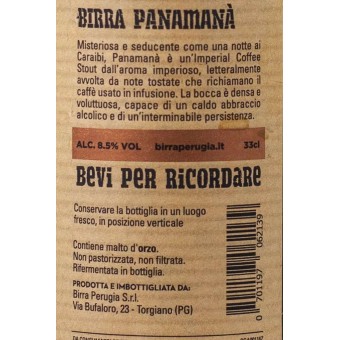 BIRRA PANAMANÀ
Misteriosa e seducente come una notte ai
Caraibi, Panamanà è un'Imperial Coffee
Stout dall'aroma imperioso, letteralmente
avvolta da note tostate che richiamano il
caffè usato in infusione. La bocca è densa e
voluttuosa, capace di un caldo abbraccio
alcolico e di un'interminabile persistenza.
ALC. 8.5% VOL birraperugia.it 33cl
BEVI PER RICORDARE
Conservare la bottiglia in un luogo
fresco, in posizione verticale
Contiene malto d'orzo.
Non pastorizzata, non filtrata.
Rifermentata in bottiglia.
PRODOTTA E IMBOTTIGLIATA DA:
Birra Perugia S.r.l.
Via Bufaloro, 23 - Torgiano (PG)
0 701197 062139